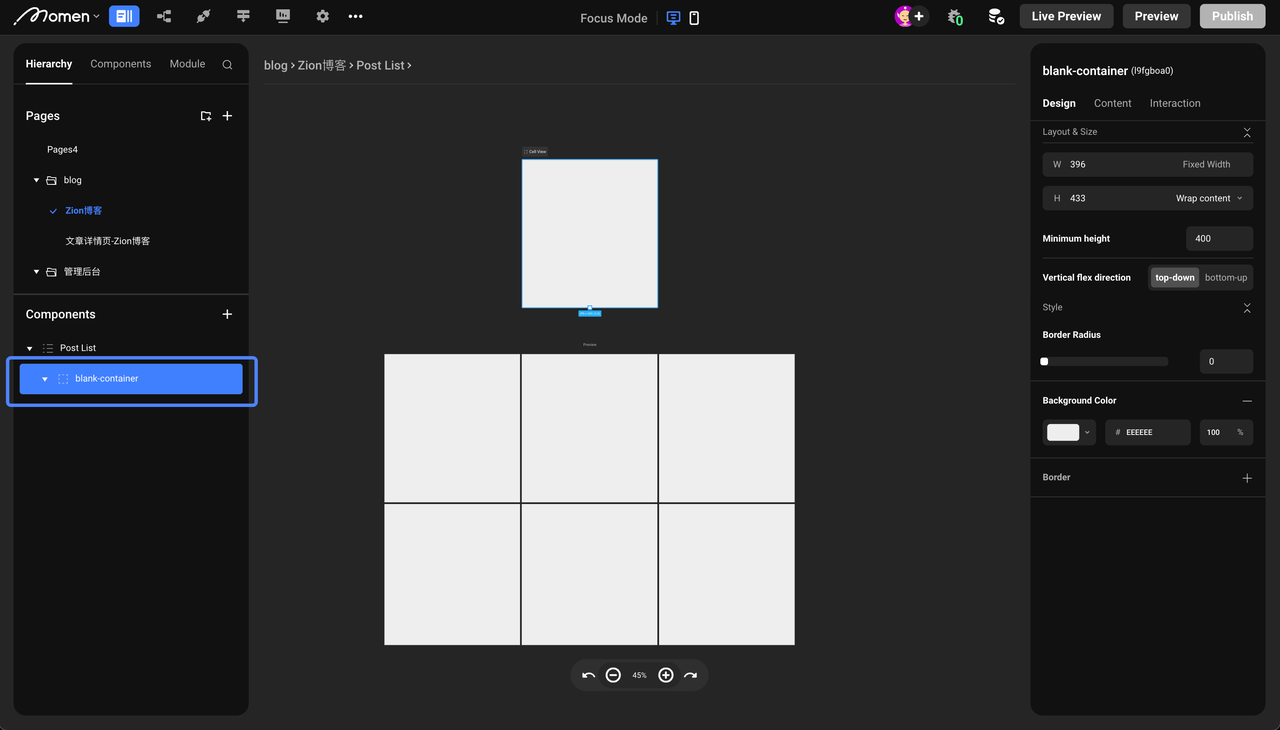 Momen
Focus Mode
0
Live Preview
Preview
Publish
Hierarchy
Components
Module
Pages
Pages4
blog
Zion博客
文章详情页-Zion博客
管理后台
Components
Post List
blank-container
blog › Zion博客 › Post List ›
Cell View
Preview
45%
blank-container (l9fgboa0)
Design
Content
Interaction
Layout & Size
W 396 Fixed Width
H 433 Wrap content
Minimum height 400
Vertical flex direction top-down bottom-up
Style
Border Radius
0
Background Color
# EEEEEE 100 %
Border